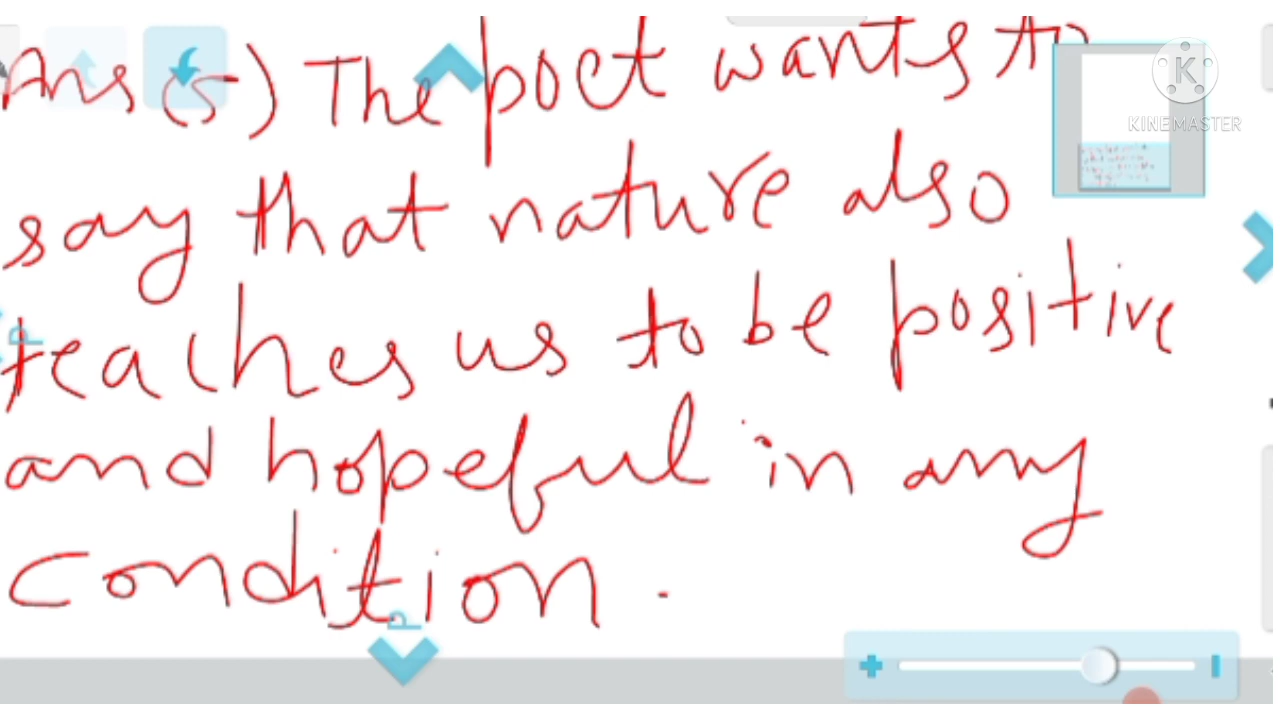 Ans (5) The poet wants to
KINEMASTER
say that nature also
teaches us to be positive
and hopeful in any
condition.